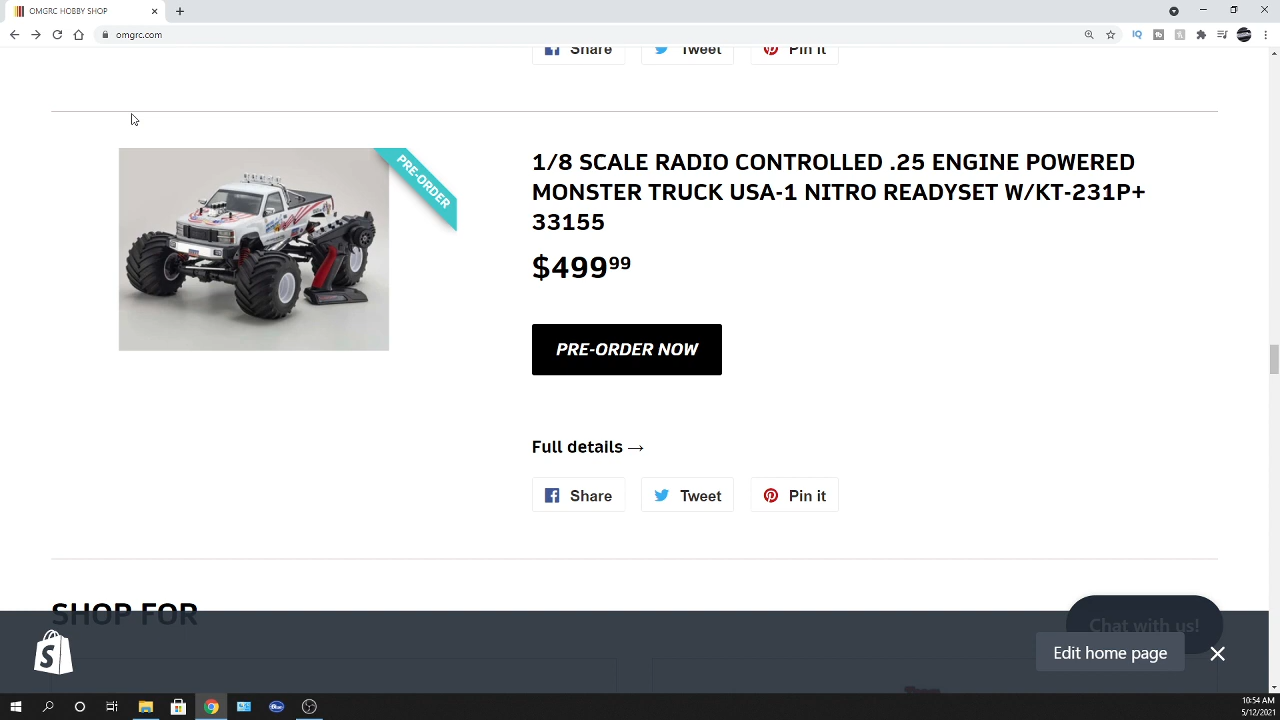 OMGRC HOBBY SHOP
omgrc.com
IQ
Share Tweet Pin it
PRE-ORDER
1/8 SCALE RADIO CONTROLLED .25 ENGINE POWERED
MONSTER TRUCK USA-1 NITRO READYSET W/KT-231P+
33155
$499⁹⁹
PRE-ORDER NOW
Full details →
Share Tweet Pin it
SHOP FOR
Chat with us!
Edit home page
10:54 AM
5/12/2021